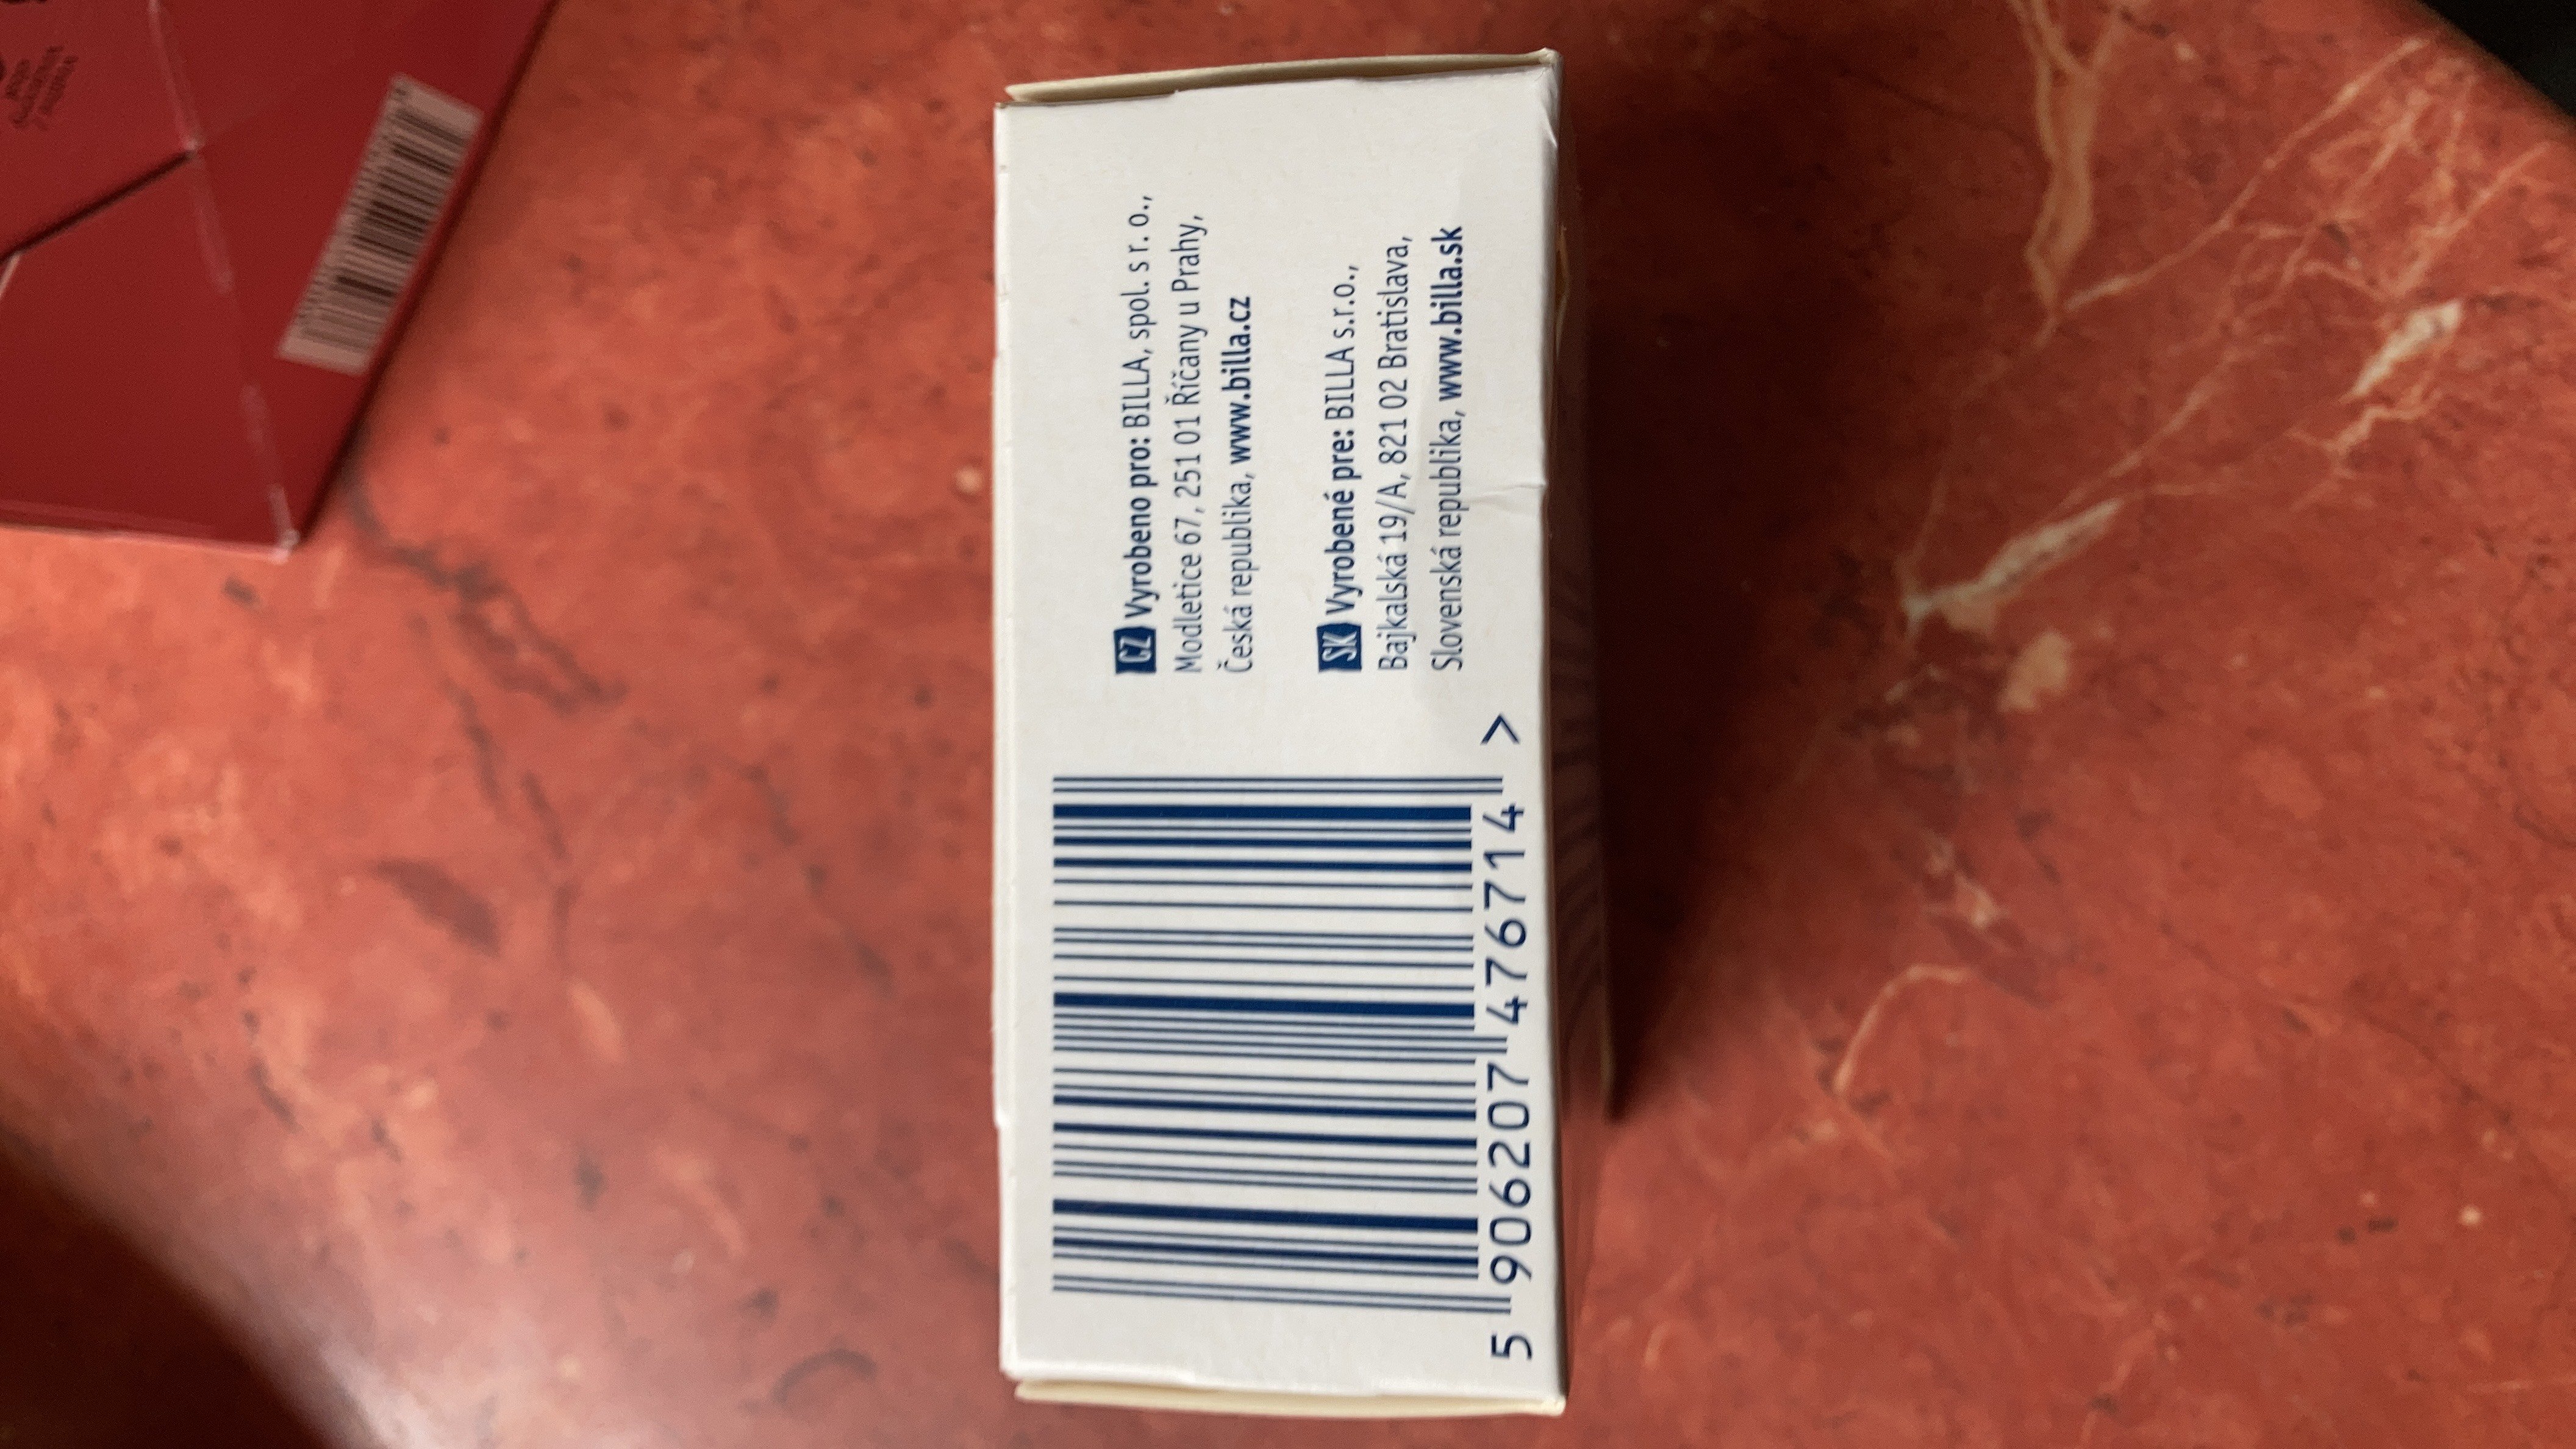 CZ Vyrobeno pro: BILLA, spol. s r. o.,
Modletice 67, 251 01 Říčany u Prahy,
Česká republika, www.billa.cz
SK Vyrobené pre: BILLA s.r.o.,
Bajkalská 19/A, 821 02 Bratislava,
Slovenská republika, www.billa.sk
5 906207 476714 >